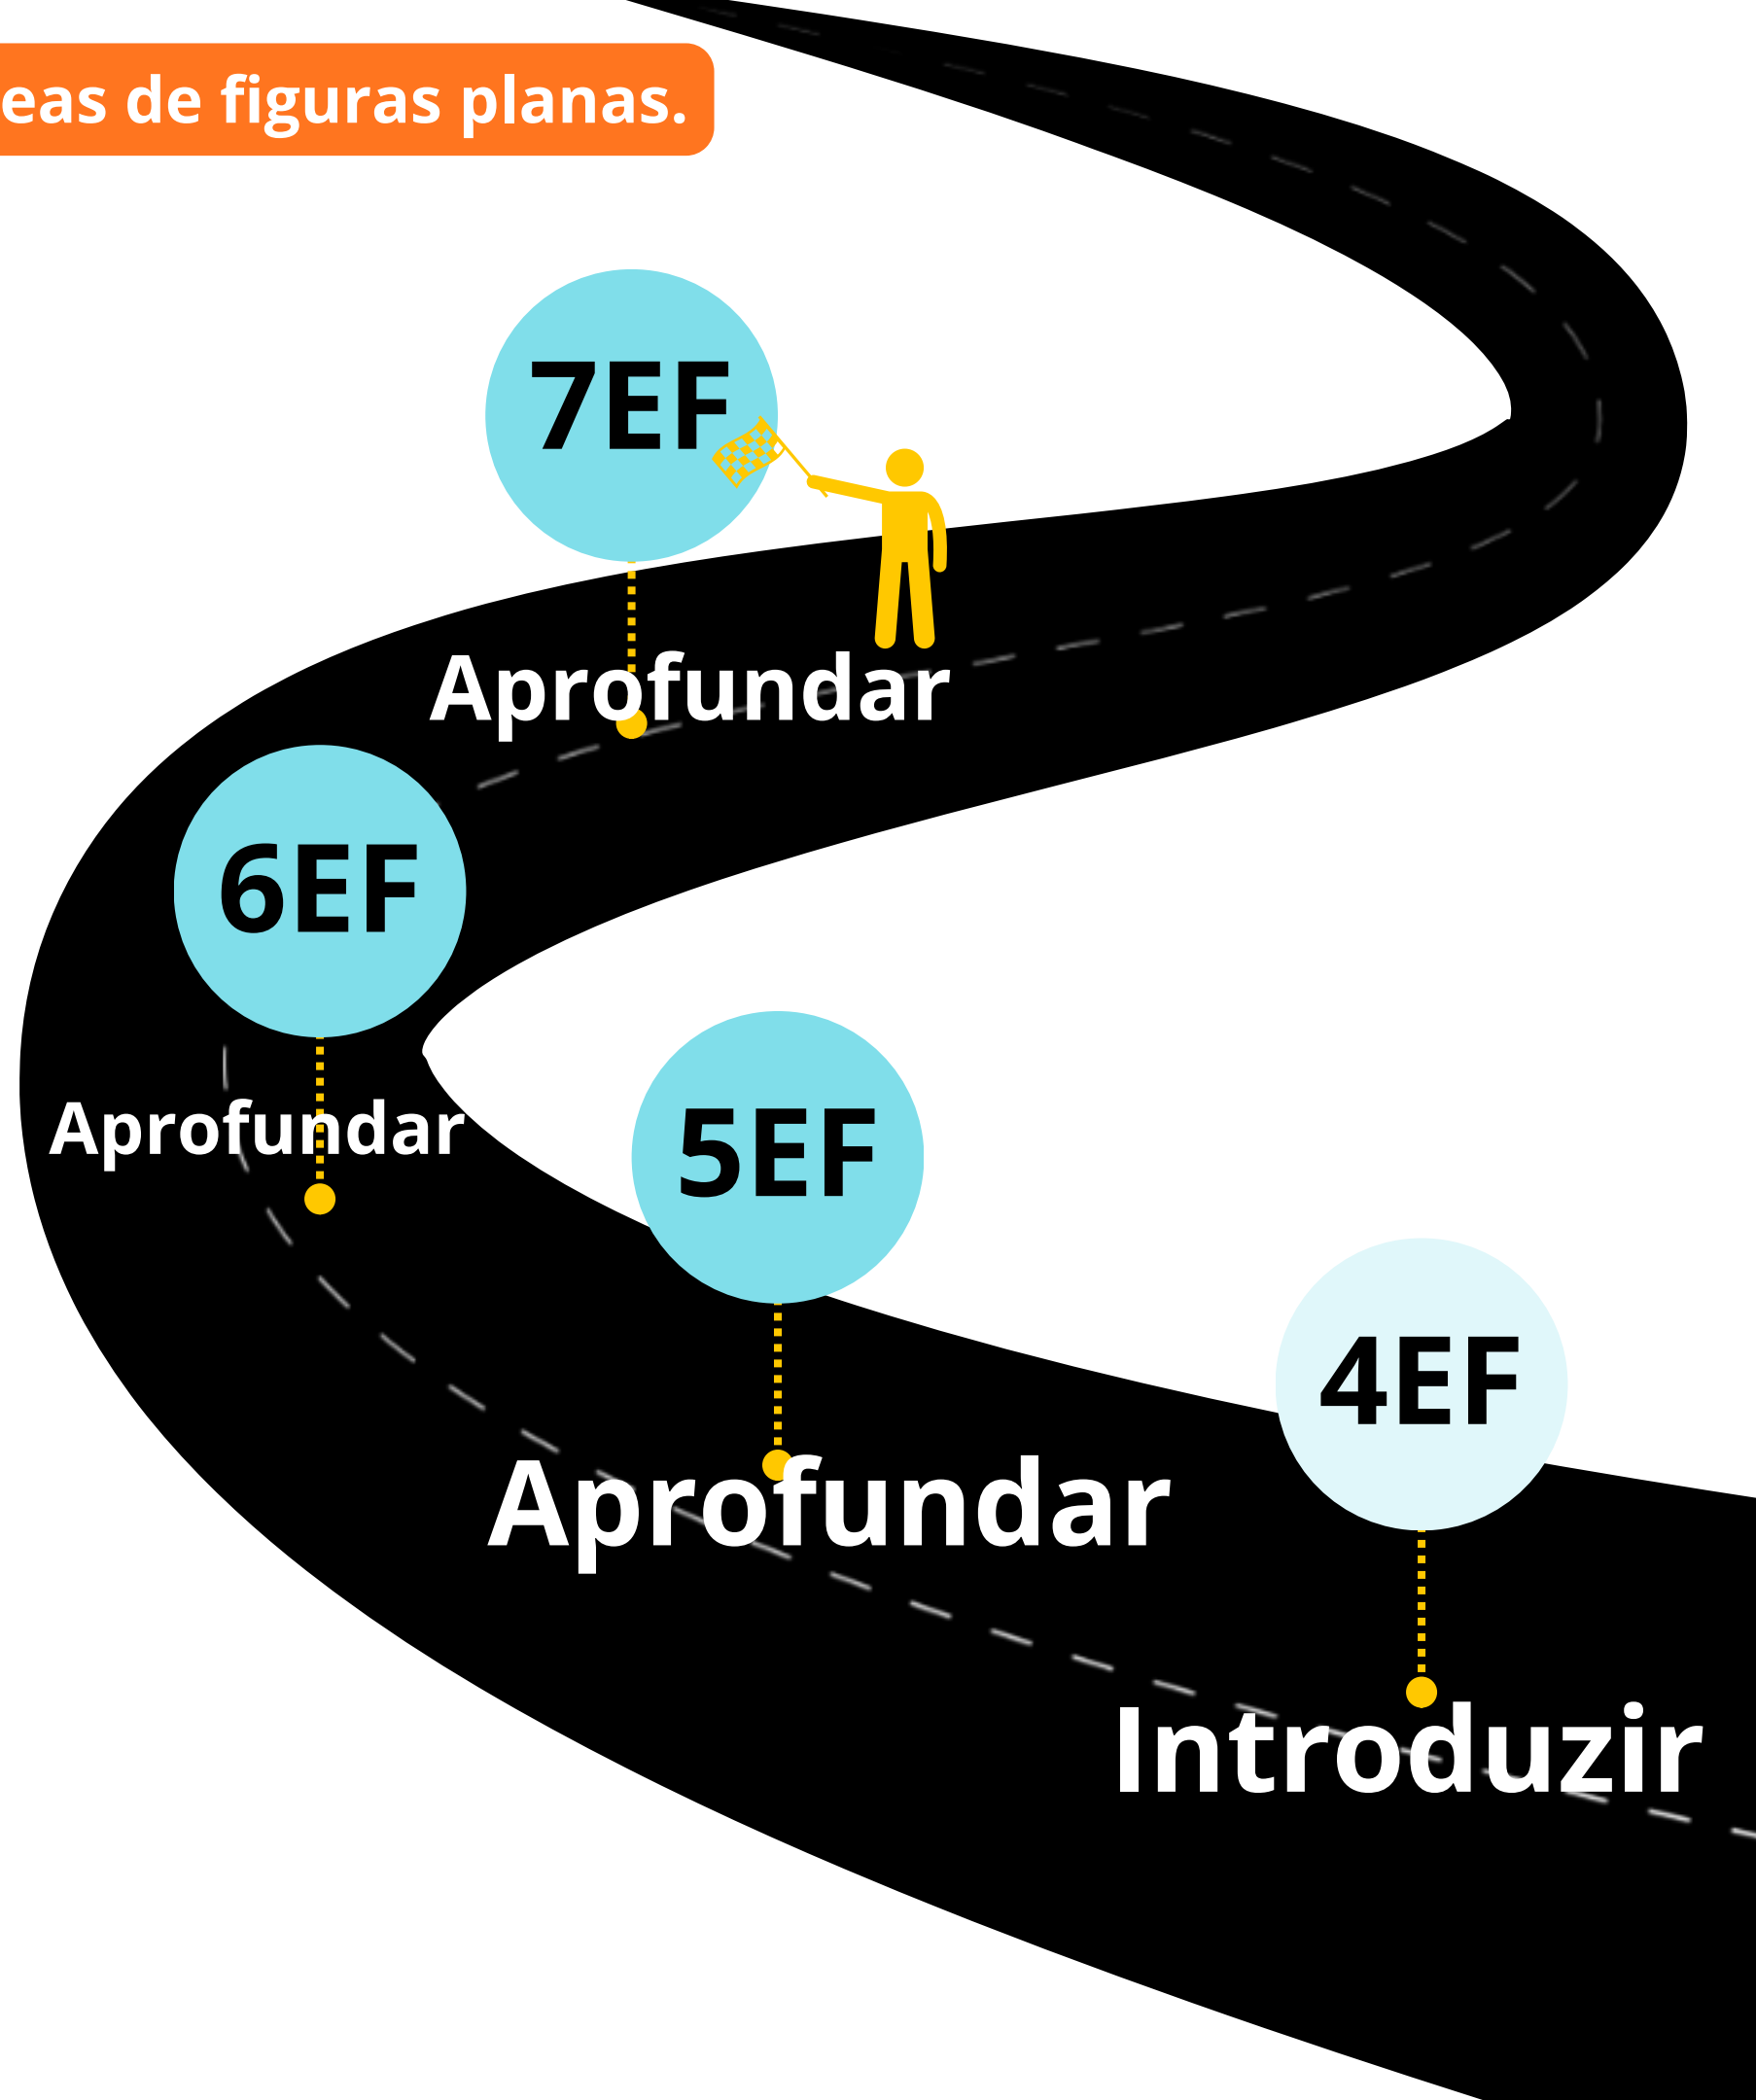 eas de figuras planas.
7EF
Aprofundar
6EF
Aprofundar
5EF
Aprofundar
4EF
Introduzir